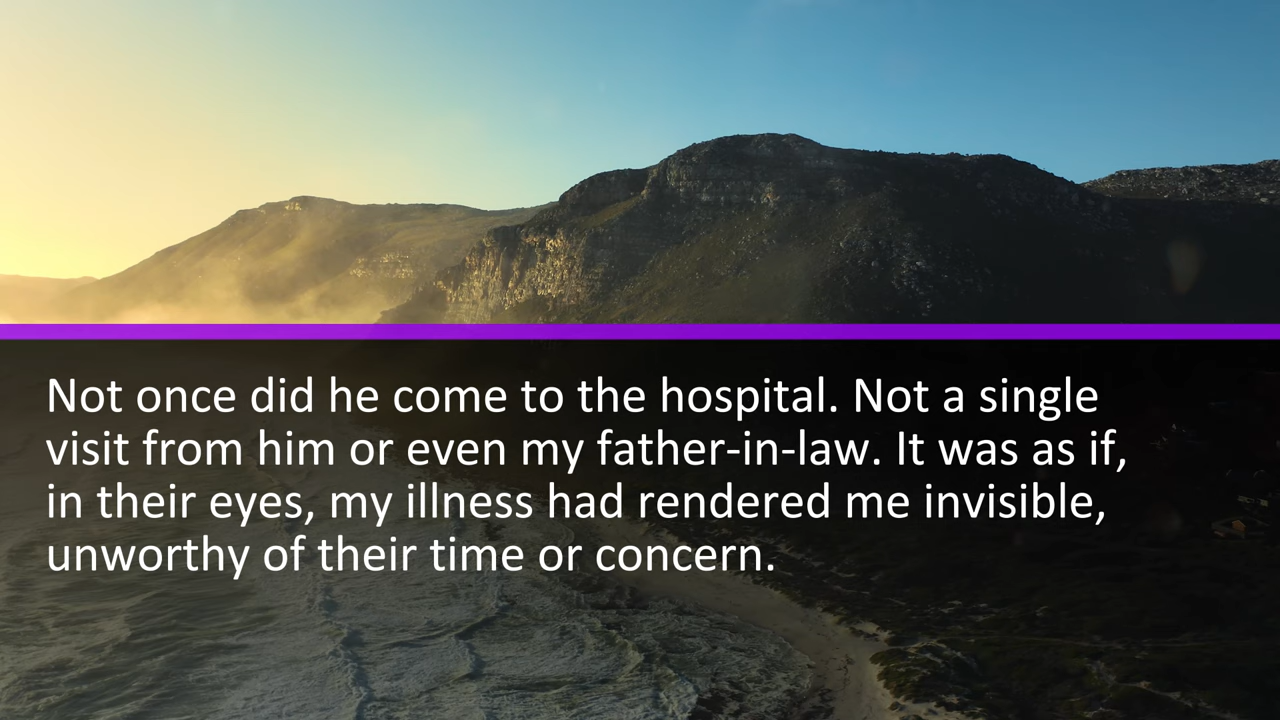 Not once did he come to the hospital. Not a single
visit from him or even my father-in-law. It was as if,
in their eyes, my illness had rendered me invisible,
unworthy of their time or concern.